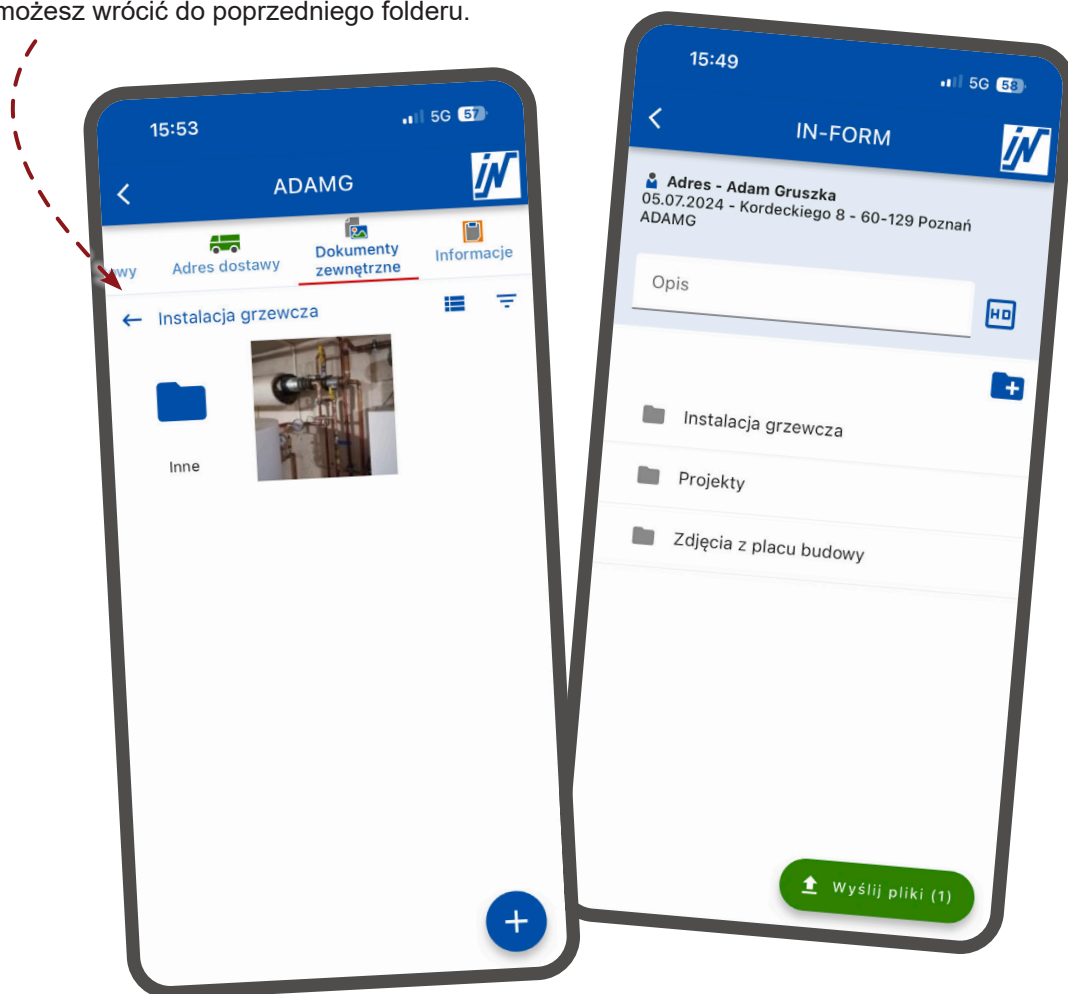 możesz wrócić do poprzedniego folderu.
15:53
5G 57
ADAMG
iN
wy
Adres dostawy
Dokumenty
zewnętrzne
Informacje
Instalacja grzewcza
Inne
15:49
5G 58
IN-FORM
iN
Adres - Adam Gruszka
05.07.2024 - Kordeckiego 8 - 60-129 Poznań
ADAMG
Opis
HD
Instalacja grzewcza
Projekty
Zdjęcia z placu budowy
Wyślij pliki (1)